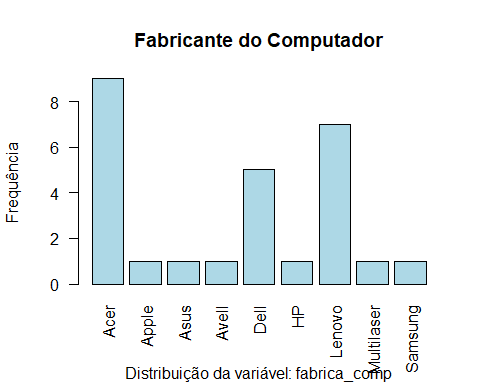 Fabricante do Computador
Frequência
8
6
4
2
0
Acer
Apple
Asus
Avell
Dell
HP
Lenovo
Multilaser
Samsung
Distribuição da variável: fabrica_comp